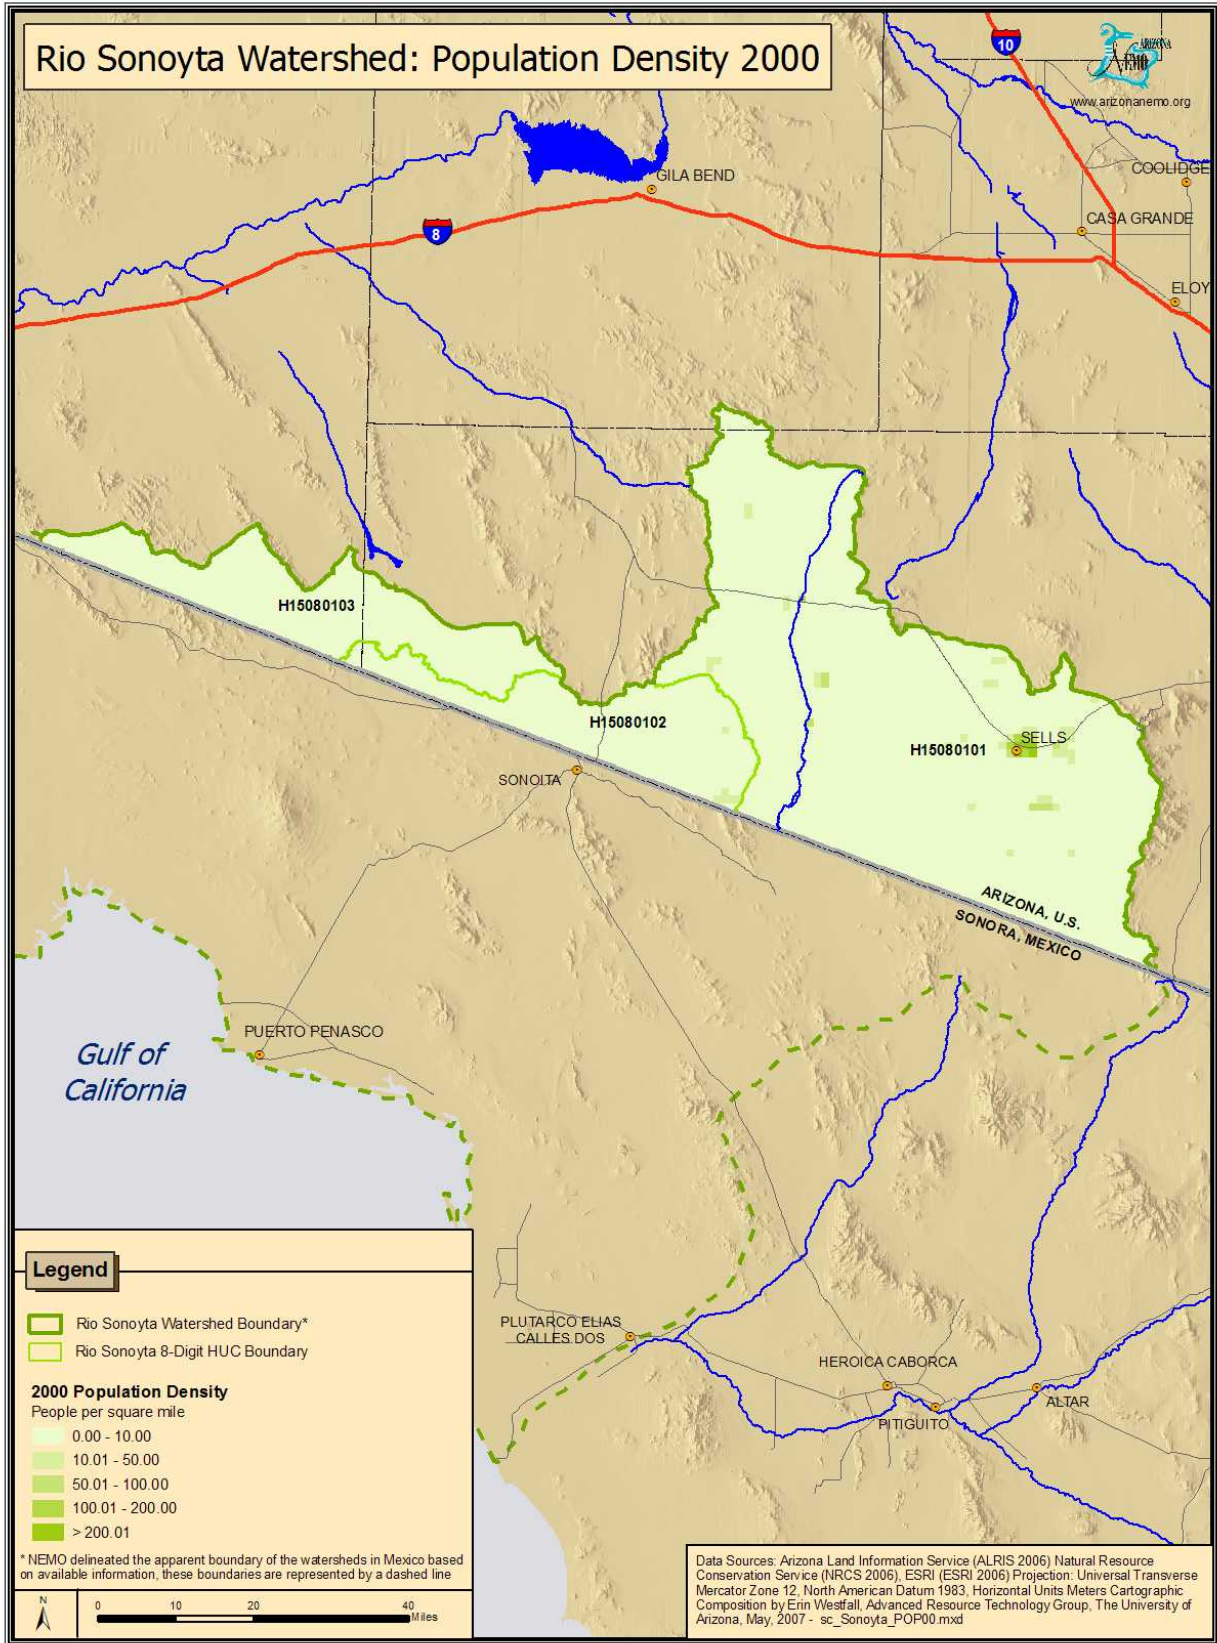 Rio Sonoyta Watershed: Population Density 2000
10
ARIZONA
NEMO
www.arizonanemo.org
GILA BEND
COOLIDGE
8
CASA GRANDE
ELOY
H15080103
H15080102
H15080101
SELLS
SONOITA
ARIZONA, U.S.
SONORA, MEXICO
PUERTO PENASCO
Gulf of
California
PLUTARCO ELIAS
CALLES DOS
HEROICA CABORCA
ALTAR
PITIGUITO
Legend
Rio Sonoyta Watershed Boundary*
Rio Sonoyta 8-Digit HUC Boundary
2000 Population Density
People per square mile
0.00 - 10.00
10.01 - 50.00
50.01 - 100.00
100.01 - 200.00
> 200.01
* NEMO delineated the apparent boundary of the watersheds in Mexico based
on available information, these boundaries are represented by a dashed line
N
0 10 20 40
Miles
Data Sources: Arizona Land Information Service (ALRIS 2006) Natural Resource
Conservation Service (NRCS 2006), ESRI (ESRI 2006) Projection: Universal Transverse
Mercator Zone 12, North American Datum 1983, Horizontal Units Meters Cartographic
Composition by Erin Westfall, Advanced Resource Technology Group, The University of
Arizona, May, 2007 - sc_Sonoyta_POP00.mxd